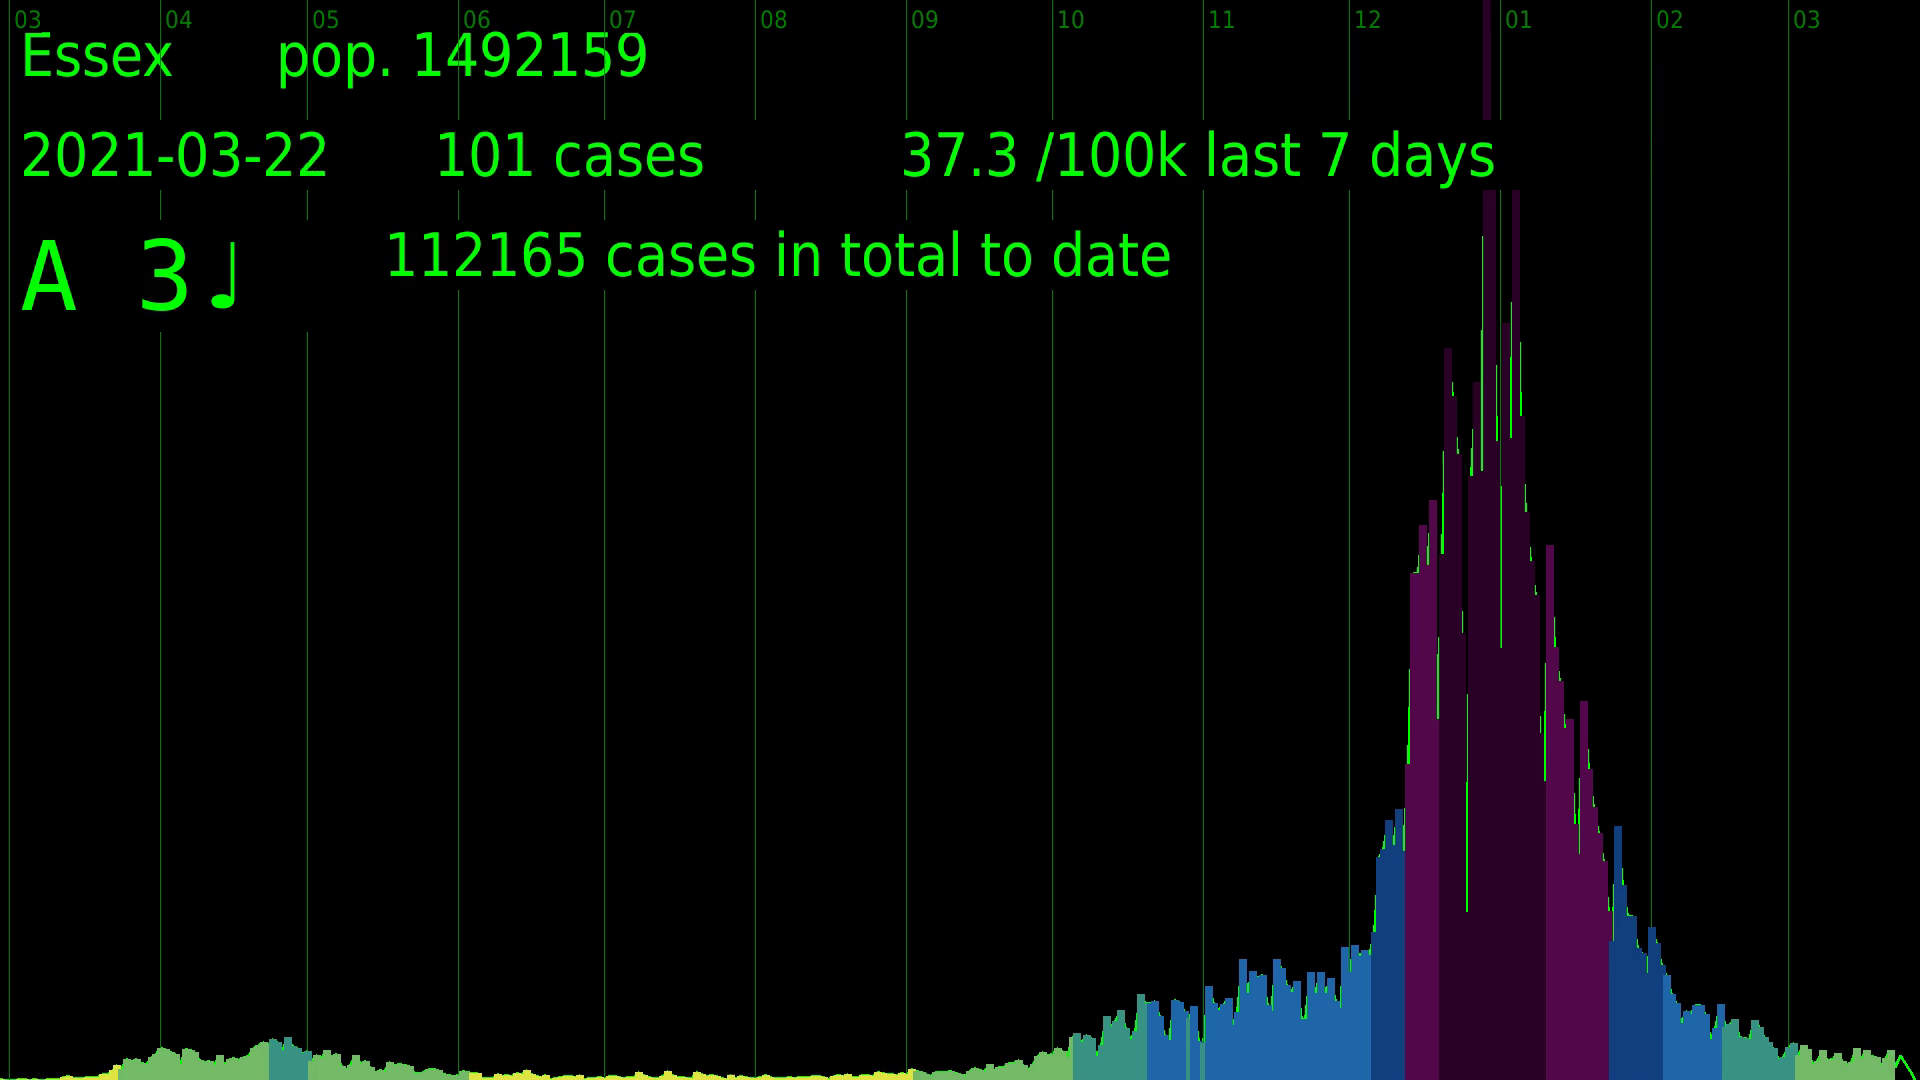 03 04 05 06 07 08 09 10 11 12 01 02 03
Essex pop. 1492159
2021-03-22 101 cases 37.3 /100k last 7 days
A 3♩ 112165 cases in total to date